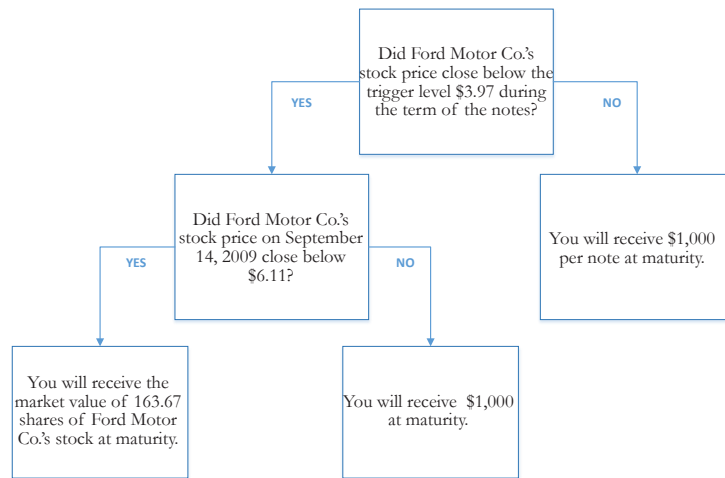 Did Ford Motor Co.'s
stock price close below the
trigger level $3.97 during
the term of the notes?
YES
NO
Did Ford Motor Co.'s
stock price on September
14, 2009 close below
$6.11?
You will receive $1,000
per note at maturity.
YES
NO
You will receive the
market value of 163.67
shares of Ford Motor
Co.'s stock at maturity.
You will receive $1,000
at maturity.